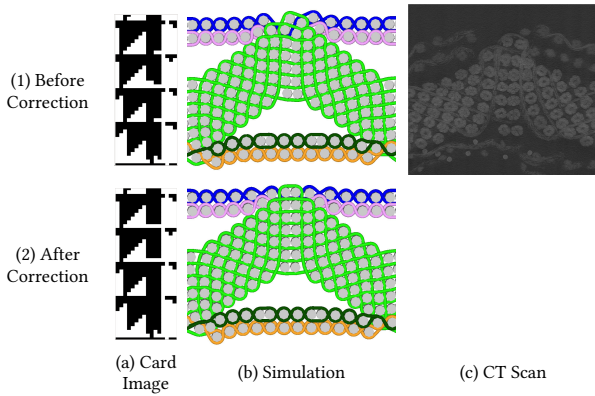 (1) Before
Correction
(2) After
Correction
(a) Card
Image
(b) Simulation
(c) CT Scan